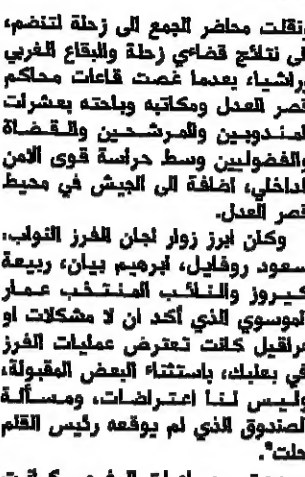 ونقلت محاضر الجمع الى زحلة لتنضم،
الى نتائج قضاءي زحلة والبقاع الغربي
وراشيا، بعدما غصت قاعات محاكم
قصر العدل ومكاتبه وباحته بعشرات
المندوبين والمرشحين والقضاة
والفضوليين وسط حراسة قوى الامن
الداخلي، اضافة الى الجيش في محيط
قصر العدل.
وكان ابرز زوار لجان الفرز النواب:
سعود روفايل، ابرهيم بيان، ربيعة
كيروز والنائب المنتخب عمار
الموسوي الذي أكد ان لا مشكلات او
عراقيل كانت تعترض عمليات الفرز
في بعلبك، باستثناء البعض المقبولة،
وليس لنا اعتراضات، ومسألة
الصندوق الذي لم يوقعه رئيس القلم
حلت".